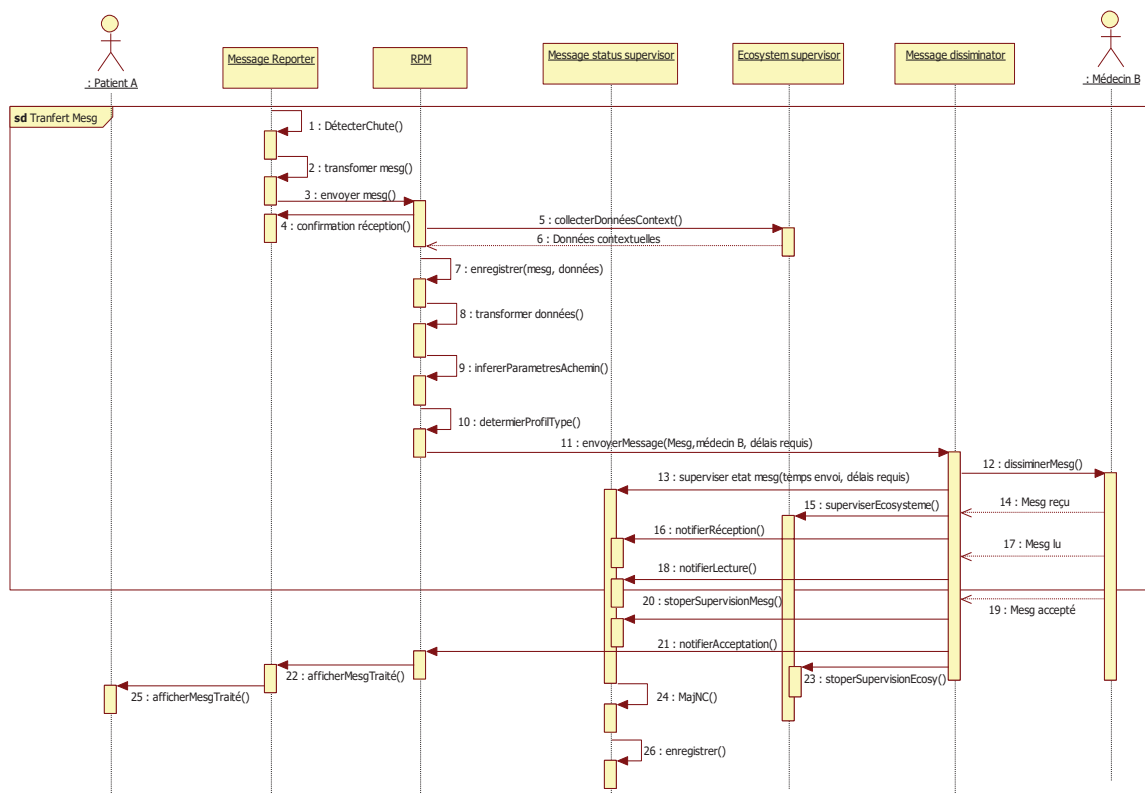 : Patient A
Message Reporter
RPM
Message status supervisor
Ecosystem supervisor
Message dissiminator
: Médecin B
sd Tranfert Mesg
1 : DétecterChute()
2 : transfomer mesg()
3 : envoyer mesg()
4 : confirmation réception()
5 : collecterDonnéesContext()
6 : Données contextuelles
7 : enregistrer(mesg, données)
8 : transformer données()
9 : infererParametresAchemin()
10 : determierProfilType()
11 : envoyerMessage(Mesg,médecin B, délais requis)
12 : dissiminerMesg()
13 : superviser etat mesg(temps envoi, délais requis)
14 : Mesg reçu
15 : superviserEcosysteme()
16 : notifierRéception()
17 : Mesg lu
18 : notifierLecture()
19 : Mesg accepté
20 : stoperSupervisionMesg()
21 : notifierAcceptation()
22 : afficherMesgTraité()
23 : stoperSupervisionEcosy()
24 : MajNC()
25 : afficherMesgTraité()
26 : enregistrer()